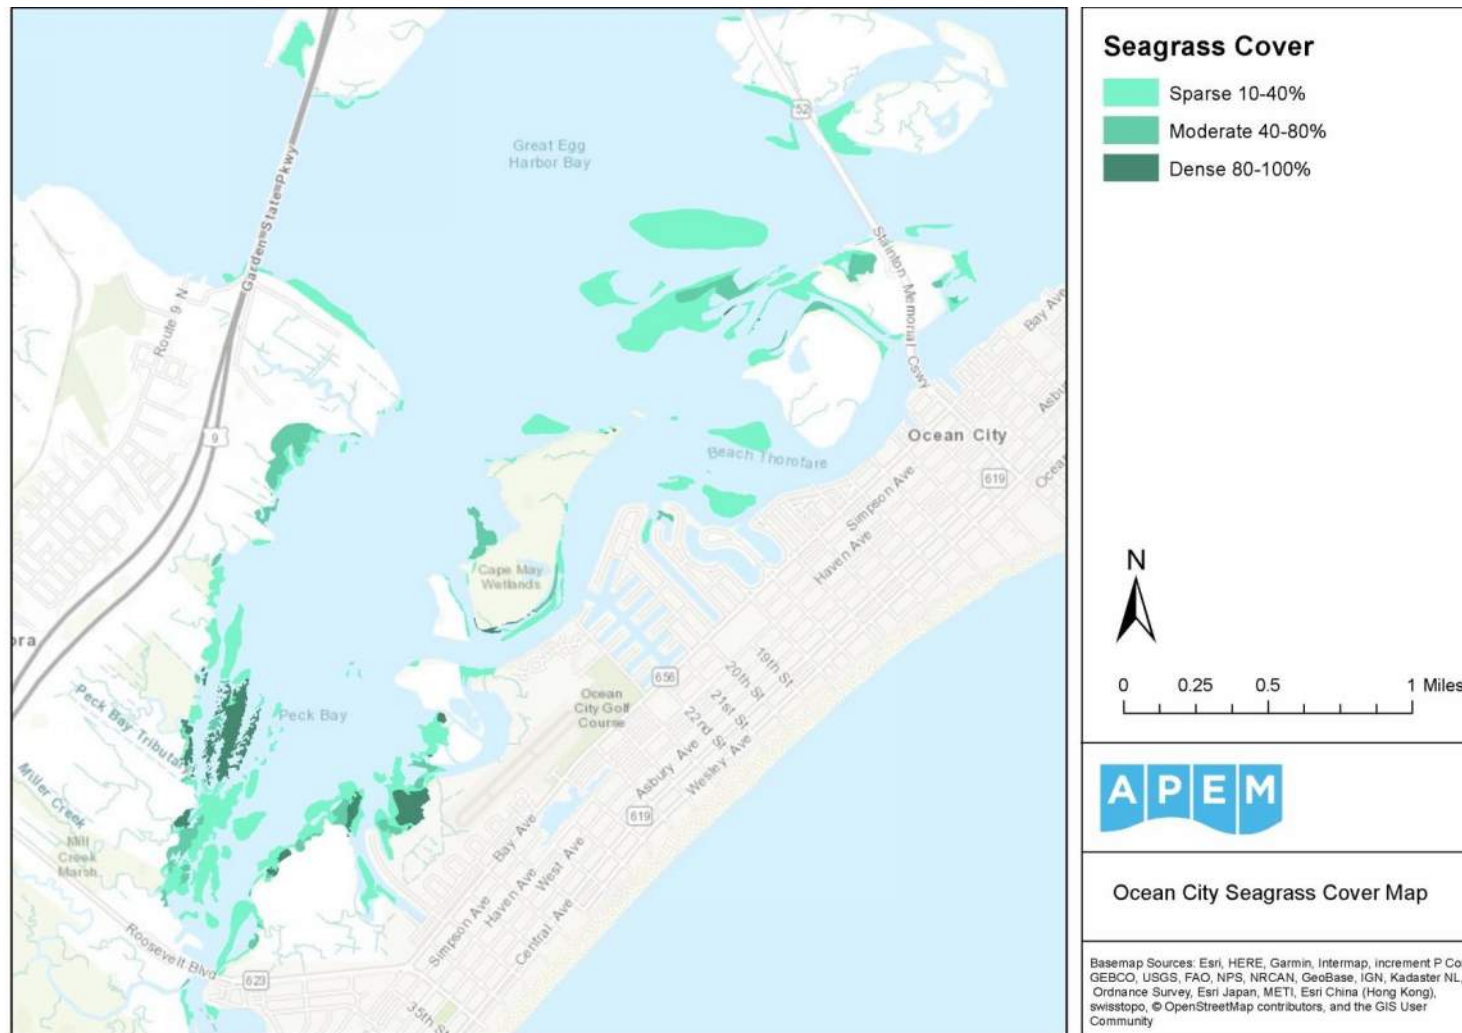 Seagrass Cover
Sparse 10-40%
Moderate 40-80%
Dense 80-100%
N
0 0.25 0.5 1 Miles
APEM
Ocean City Seagrass Cover Map
Basemap Sources: Esri, HERE, Garmin, Intermap, increment P Co
GEBCO, USGS, FAO, NPS, NRCAN, GeoBase, IGN, Kadaster NL,
Ordnance Survey, Esri Japan, METI, Esri China (Hong Kong),
swisstopo, © OpenStreetMap contributors, and the GIS User
Community
52
Great Egg
Harbor Bay
Garden State Pkwy
Stainton Memorial Cswy
Route 9 N
Bay Ave
Asbu
9
Ocean City
Beach Thorofare
619
Ocean
Simpson Ave
Haven Ave
Cape May
Wetlands
ora
19th St
20th St
21st St
22nd St
656
Ocean
City Golf
Course
Peck Bay
Peck Bay Tributa
Asbury Ave
Wesley Ave
Miller Creek
619
Mill
Creek
Marsh
Bay Ave
West Ave
Haven Ave
Simpson Ave
Central Ave
Roosevelt Blvd
623
35th St